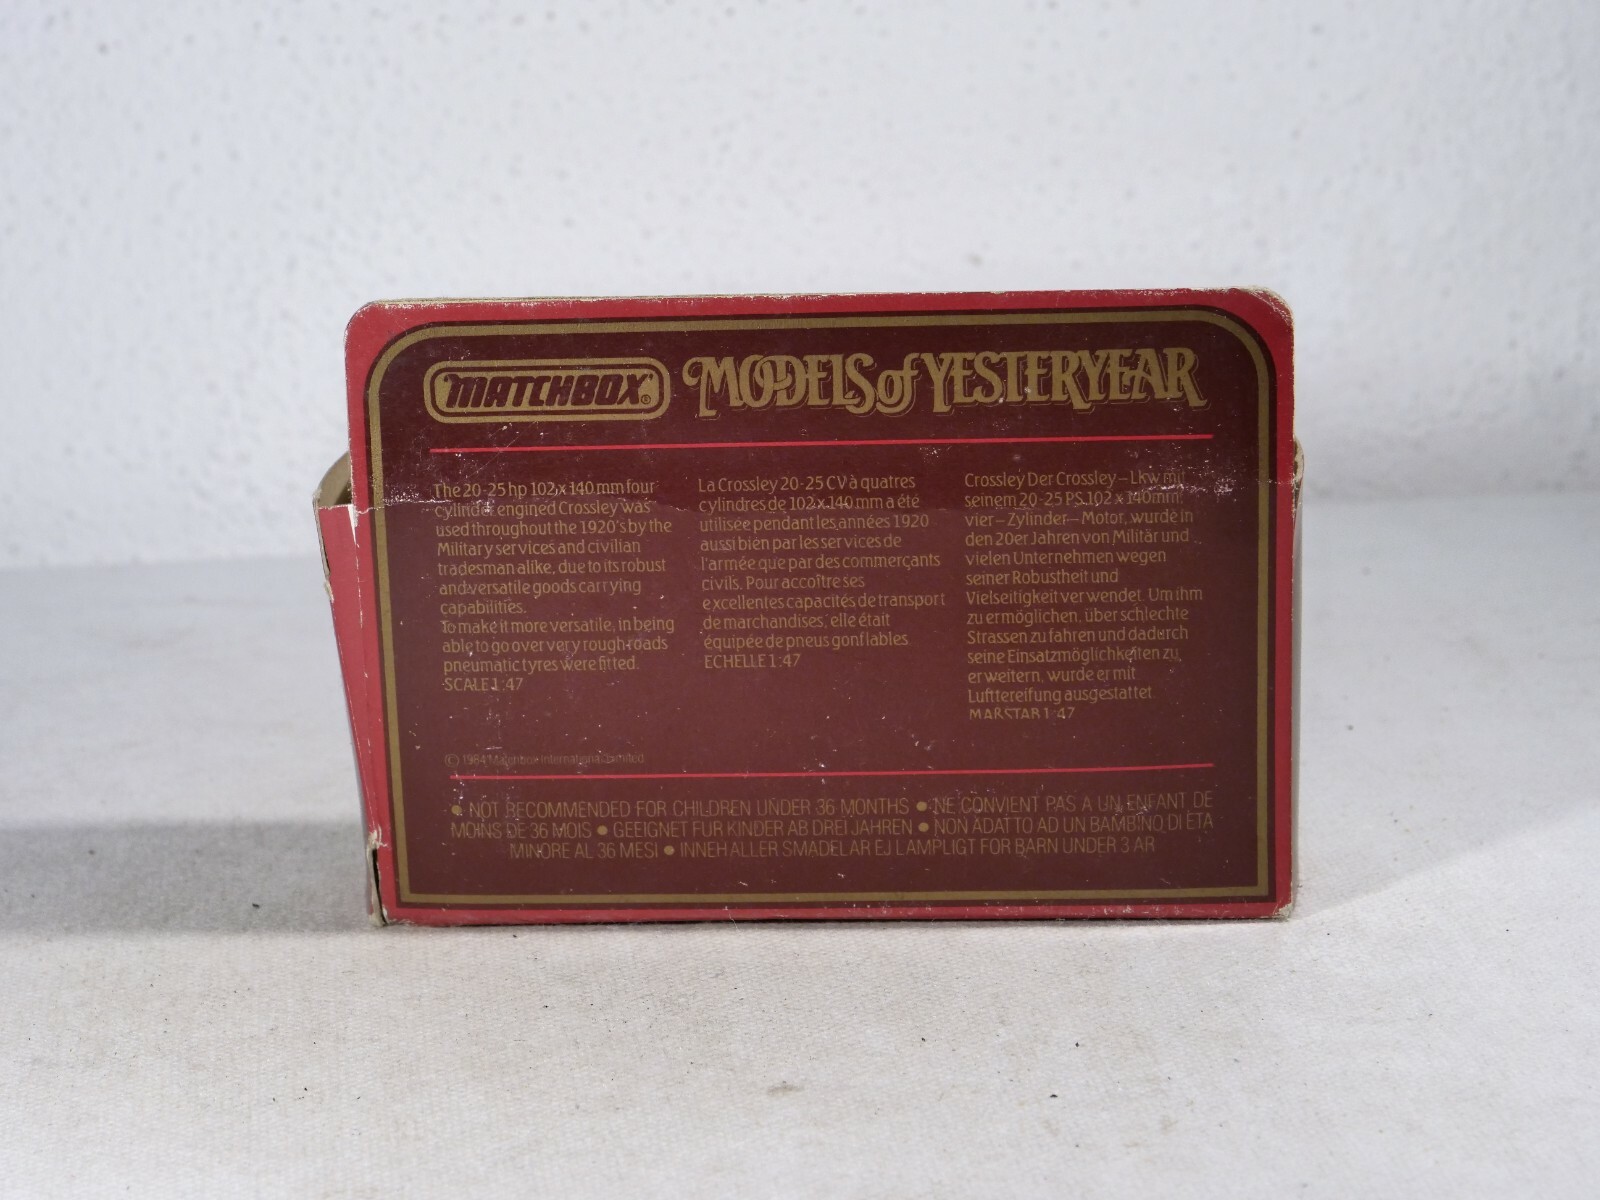 MATCHBOX®
MODELS of YESTERYEAR
The 20-25 hp 102 x 140 mm four
cylinder engined Crossley was
used throughout the 1920's by the
Military services and civilian
tradesman alike, due to its robust
and versatile goods carrying
capabilities.
To make it more versatile, in being
able to go over very rough roads
pneumatic tyres were fitted.
SCALE 1:47
La Crossley 20-25 CV à quatres
cylindres de 102 x 140 mm a été
utilisée pendant les années 1920
aussi bien par les services de
l'armée que par des commerçants
civils. Pour accoître ses
excellentes capacités de transport
de marchandises, elle était
équipée de pneus gonflables
ECHELLE 1:47
Crossley Der Crossley – Lkw mit
seinem 20-25 PS 102 x 140mm
vier – Zylinder – Motor, wurde in
den 20er Jahren von Militär und
vielen Unternehmen wegen
seiner Robustheit und
Vielseitigkeit verwendet. Um ihm
zu ermöglichen, über schlechte
Strassen zu fahren und dadurch
seine Einsatzmöglichkeiten zu
erweitern, wurde er mit
Lufttereifung ausgestattet
MARSTAR 1:47
© 1984 Matchbox International Limited
• NOT RECOMMENDED FOR CHILDREN UNDER 36 MONTHS • NE CONVIENT PAS A UN ENFANT DE
MOINS DE 36 MOIS • GEEIGNET FUR KINDER AB DREI JAHREN • NON ADATTO AD UN BAMBINO DI ETA
MINORE AL 36 MESI • INNEHALLER SMADELAR EJ LAMPLIGT FOR BARN UNDER 3 AR